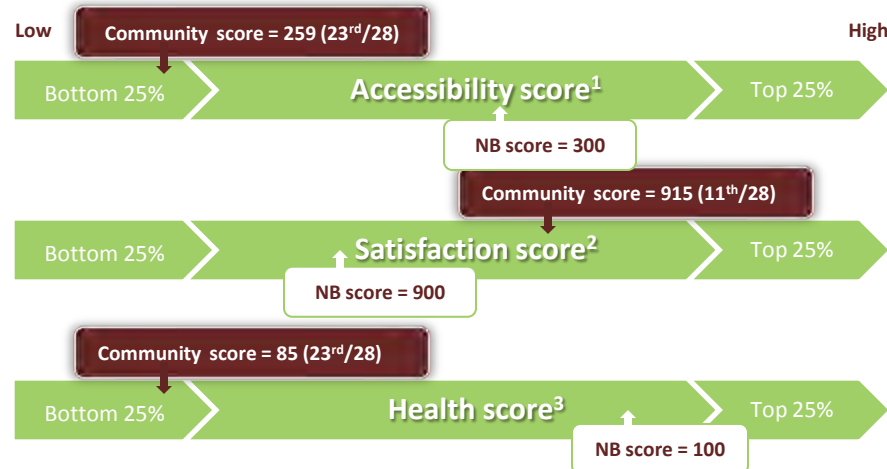 Community score = 259 (23rd/28)
Low
High
Bottom 25%
Accessibility score1
Top 25%
NB score = 300
Community score = 915 (11th/28)
Bottom 25%
Satisfaction score2
Top 25%
NB score = 900
Community score = 85 (23rd/28)
Bottom 25%
Health score3
Top 25%
NB score = 100